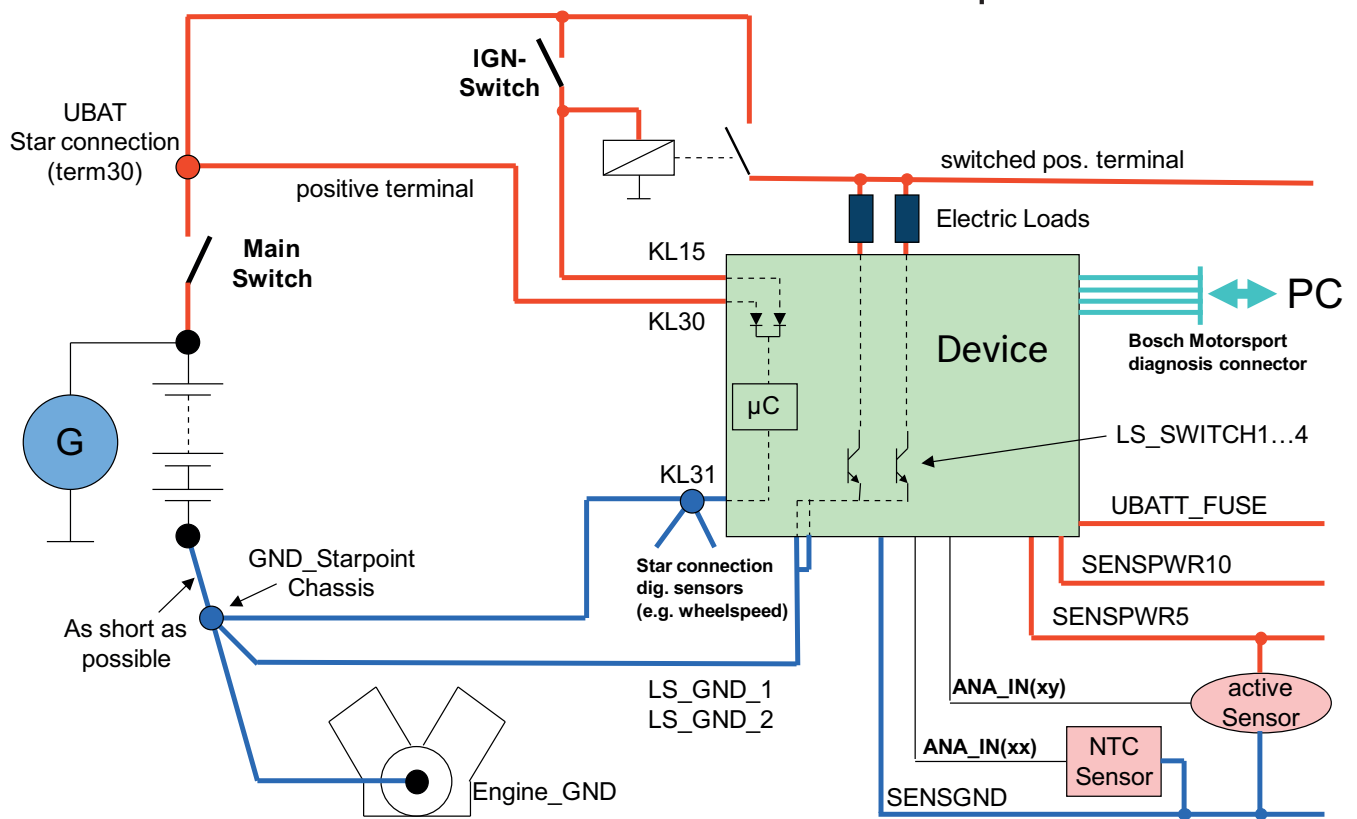 IGN-
Switch
UBAT
Star connection
(term30)
positive terminal
switched pos. terminal
Electric Loads
Main
Switch
KL15
KL30
Device
PC
Bosch Motorsport
diagnosis connector
G
µC
LS_SWITCH1...4
KL31
UBATT_FUSE
GND_Starpoint
Chassis
Star connection
dig. sensors
(e.g. wheelspeed)
SENSPWR10
As short as
possible
SENSPWR5
LS_GND_1
LS_GND_2
ANA_IN(xy)
active
Sensor
ANA_IN(xx)
NTC
Sensor
Engine_GND
SENSGND